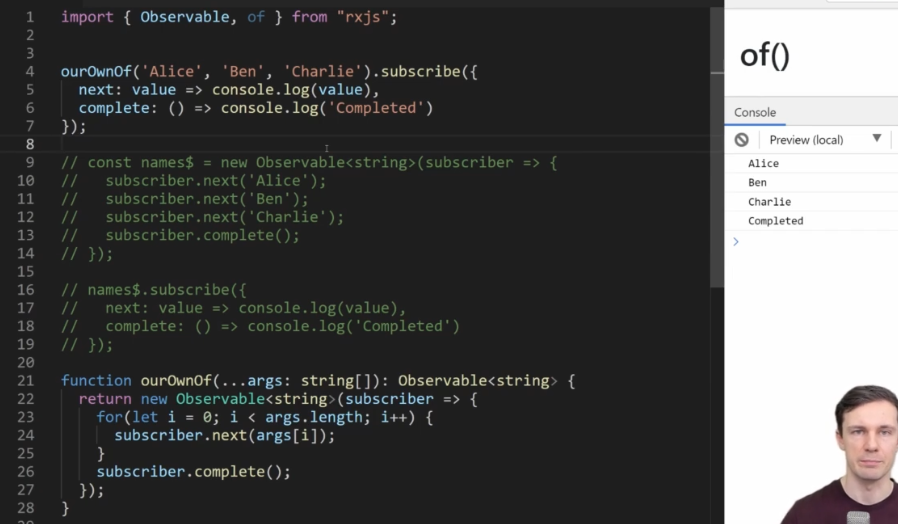 1 import { Observable, of } from "rxjs";
2
3
4 ourOwnOf('Alice', 'Ben', 'Charlie').subscribe({
5   next: value => console.log(value),
6   complete: () => console.log('Completed')
7 });
8
9 // const names$ = new Observable<string>(subscriber => {
10 //   subscriber.next('Alice');
11 //   subscriber.next('Ben');
12 //   subscriber.next('Charlie');
13 //   subscriber.complete();
14 // });
15
16 // names$.subscribe({
17 //   next: value => console.log(value),
18 //   complete: () => console.log('Completed')
19 // });
20
21 function ourOwnOf(...args: string[]): Observable<string> {
22   return new Observable<string>(subscriber => {
23     for(let i = 0; i < args.length; i++) {
24       subscriber.next(args[i]);
25     }
26     subscriber.complete();
27   });
28 }
of()
Console
Preview (local)
Alice
Ben
Charlie
Completed